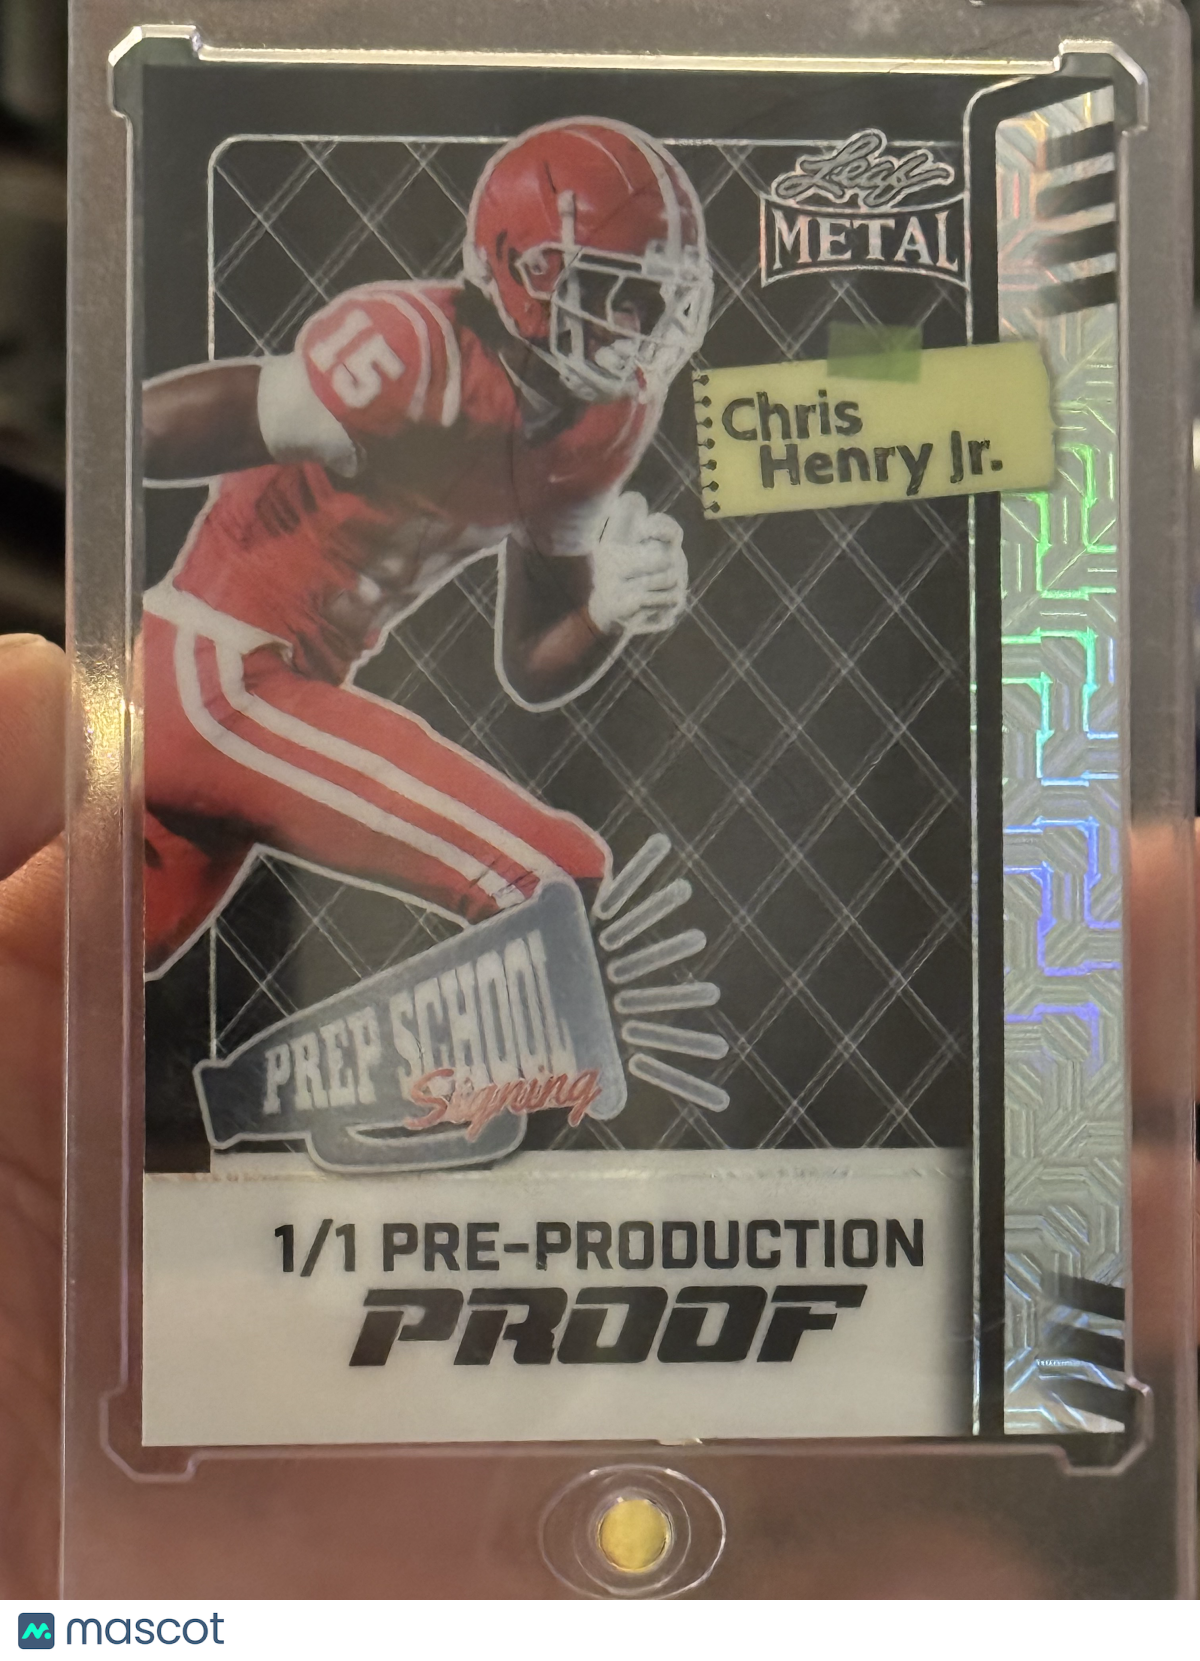 Leaf
METAL
15
Chris
Henry Jr.
PREP SCHOOL
Signing
1/1 PRE-PRODUCTION
PROOF
mascot